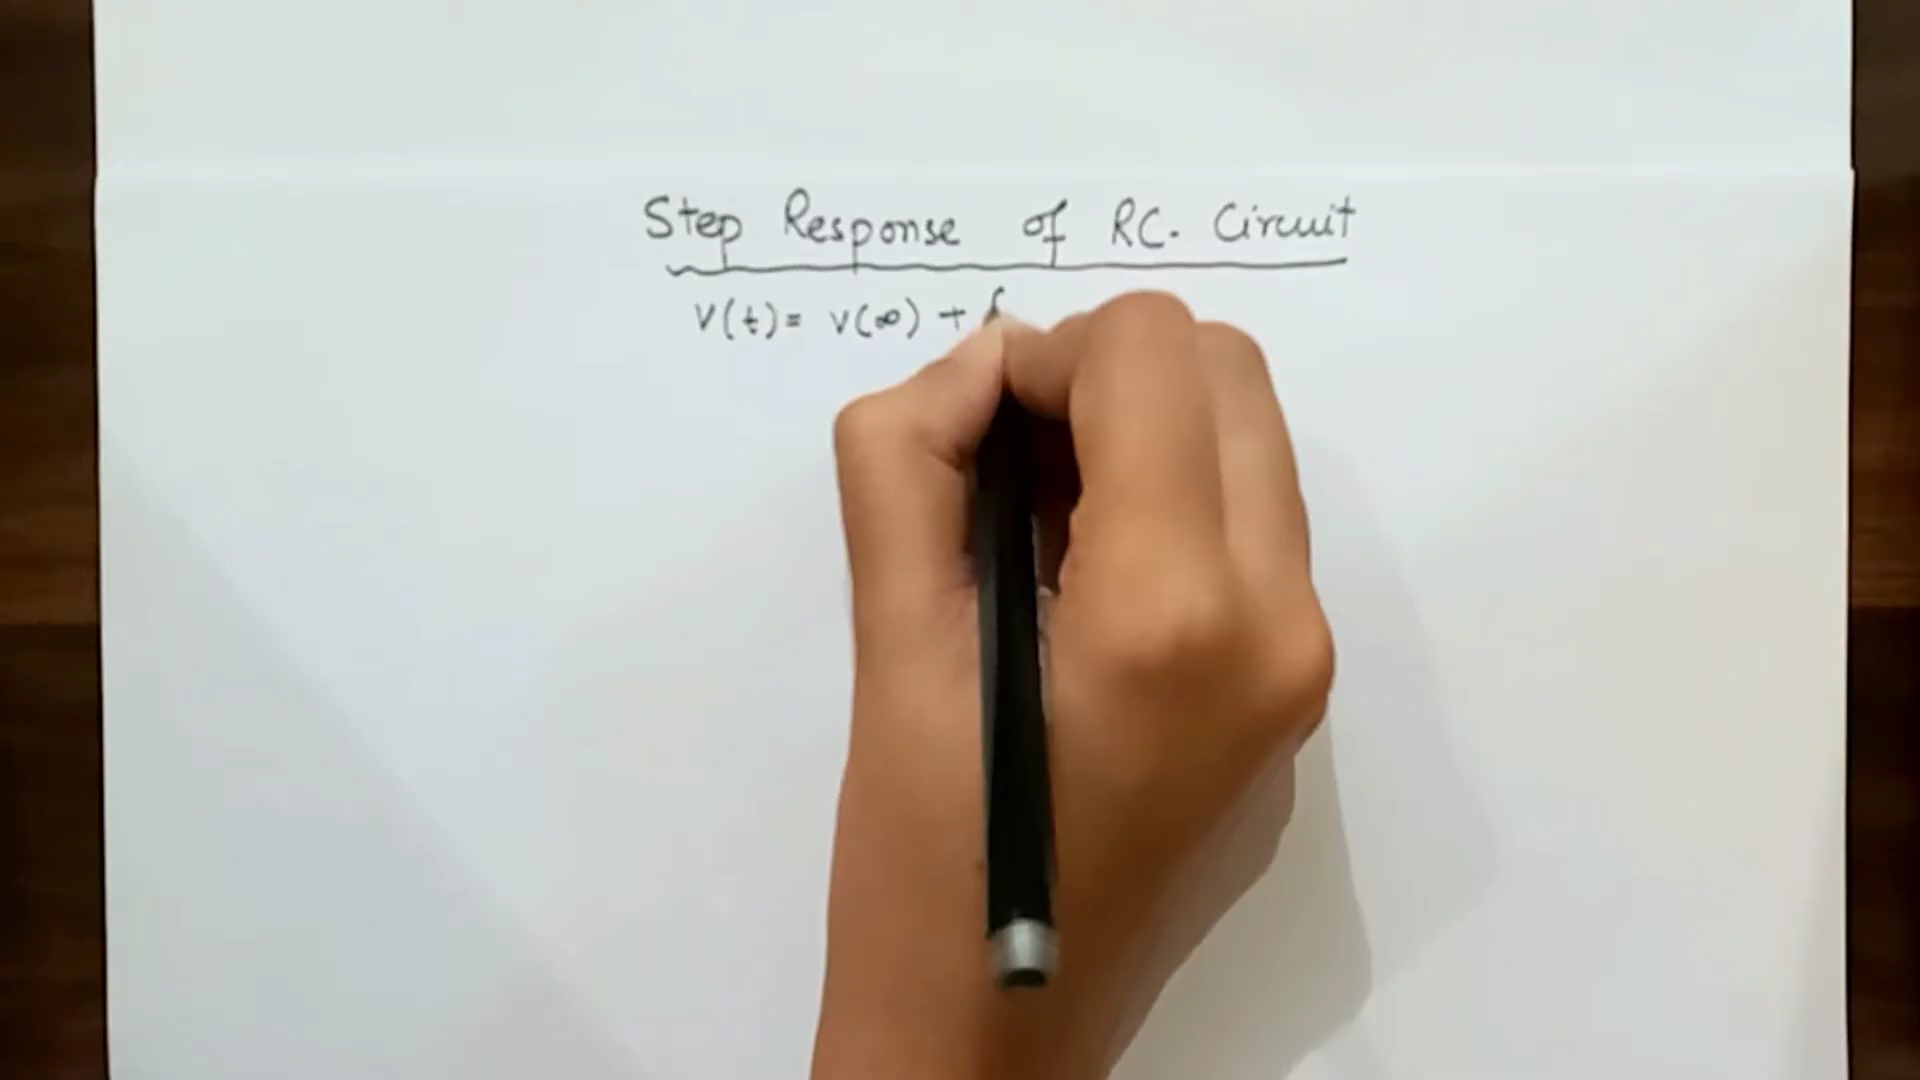 Step Response of RC. Circuit
V(t)= V(∞) +